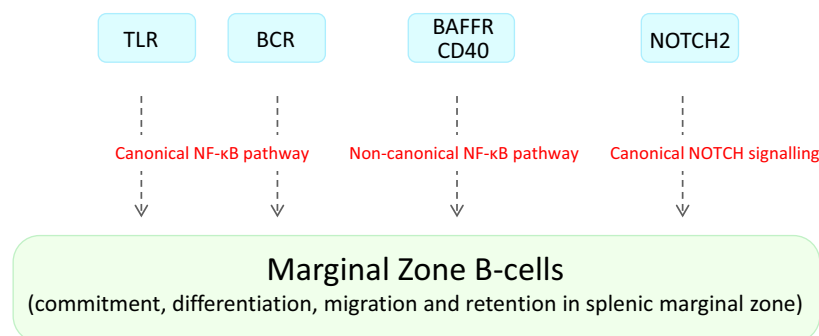 TLR
BCR
BAFFR
CD40
NOTCH2
Canonical NF-κB pathway
Non-canonical NF-κB pathway
Canonical NOTCH signalling
Marginal Zone B-cells
(commitment, differentiation, migration and retention in splenic marginal zone)